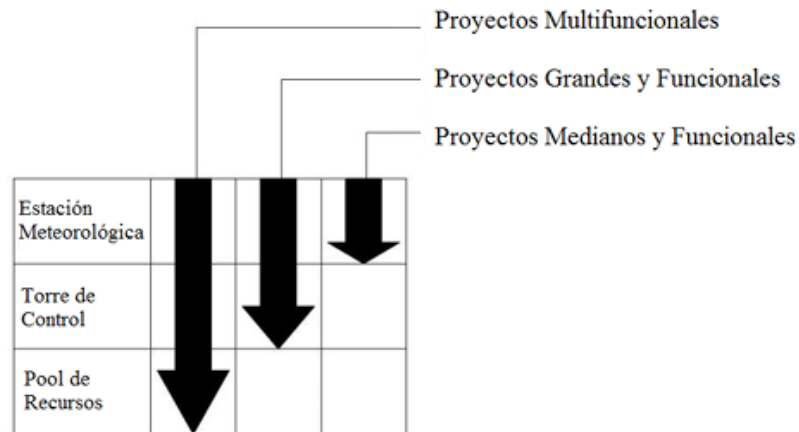 Proyectos Multifuncionales
Proyectos Grandes y Funcionales
Proyectos Medianos y Funcionales
Estación
Meteorológica
Torre de
Control
Pool de
Recursos